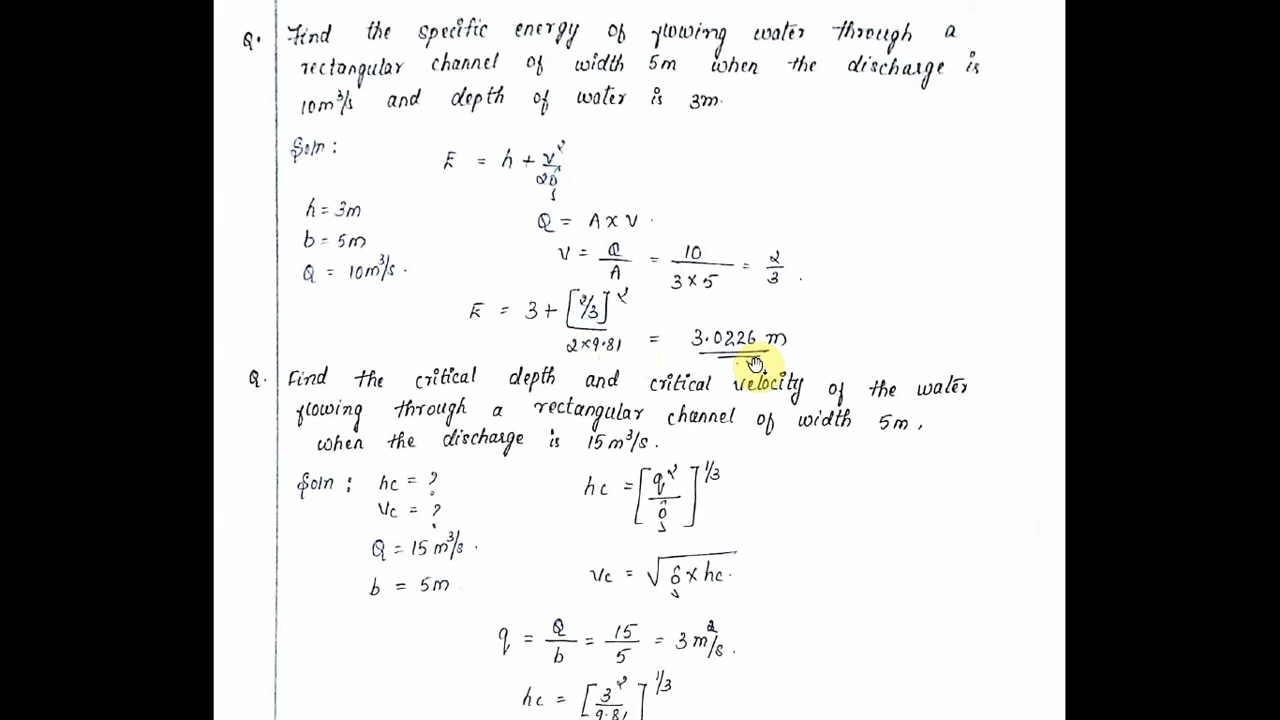 Q. Find the specific energy of flowing water through a
rectangular channel of width 5m when the discharge is
10m³/s and depth of water is 3m.
Soln :
E = h + v²/2g
h = 3m
Q = A x V .
b = 5m
V = Q/A = 10/(3 x 5) = 2/3 .
Q = 10m³/s .
E = 3 + [2/3]²/(2 x 9.81) = 3.0226 m
Q. Find the critical depth and critical velocity of the water
flowing through a rectangular channel of width 5m,
when the discharge is 15m³/s.
Soln : hc = ?
hc = [q²/g]^1/3
Vc = ?
Q = 15m³/s .
Vc = √(g x hc.)
b = 5m
q = Q/b = 15/5 = 3 m²/s .
hc = [3²/9.81]^1/3